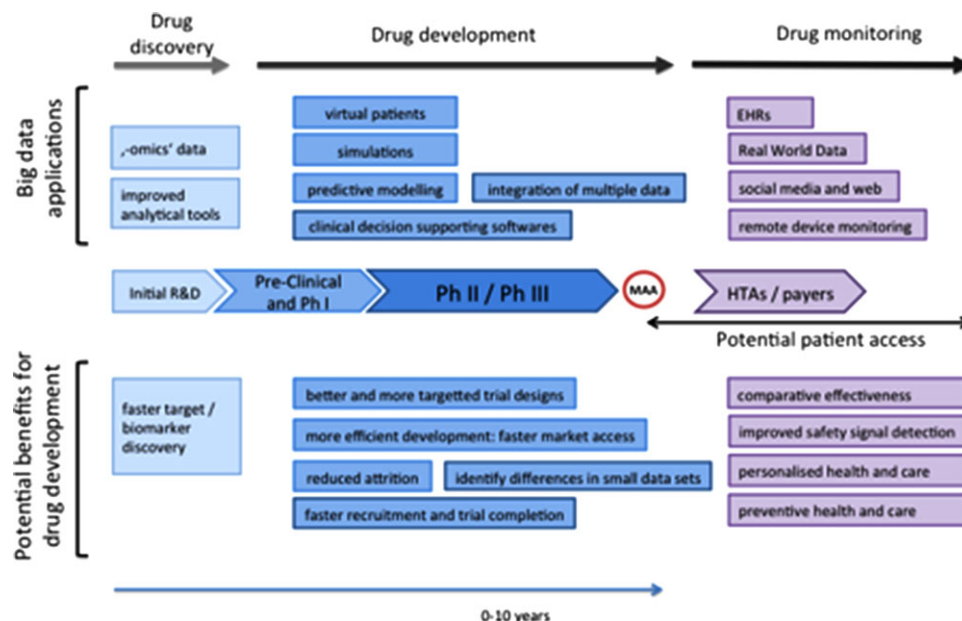 Drug
discovery
Drug development
Drug monitoring
Big data
applications
‚-omics‘ data
improved
analytical tools
virtual patients
simulations
predictive modelling
integration of multiple data
clinical decision supporting softwares
EHRs
Real World Data
social media and web
remote device monitoring
Initial R&D
Pre-Clinical
and Ph I
Ph II / Ph III
MAA
HTAs / payers
Potential patient access
Potential benefits for
drug development
faster target /
biomarker
discovery
better and more targetted trial designs
more efficient development: faster market access
reduced attrition
identify differences in small data sets
faster recruitment and trial completion
comparative effectiveness
improved safety signal detection
personalised health and care
preventive health and care
0-10 years